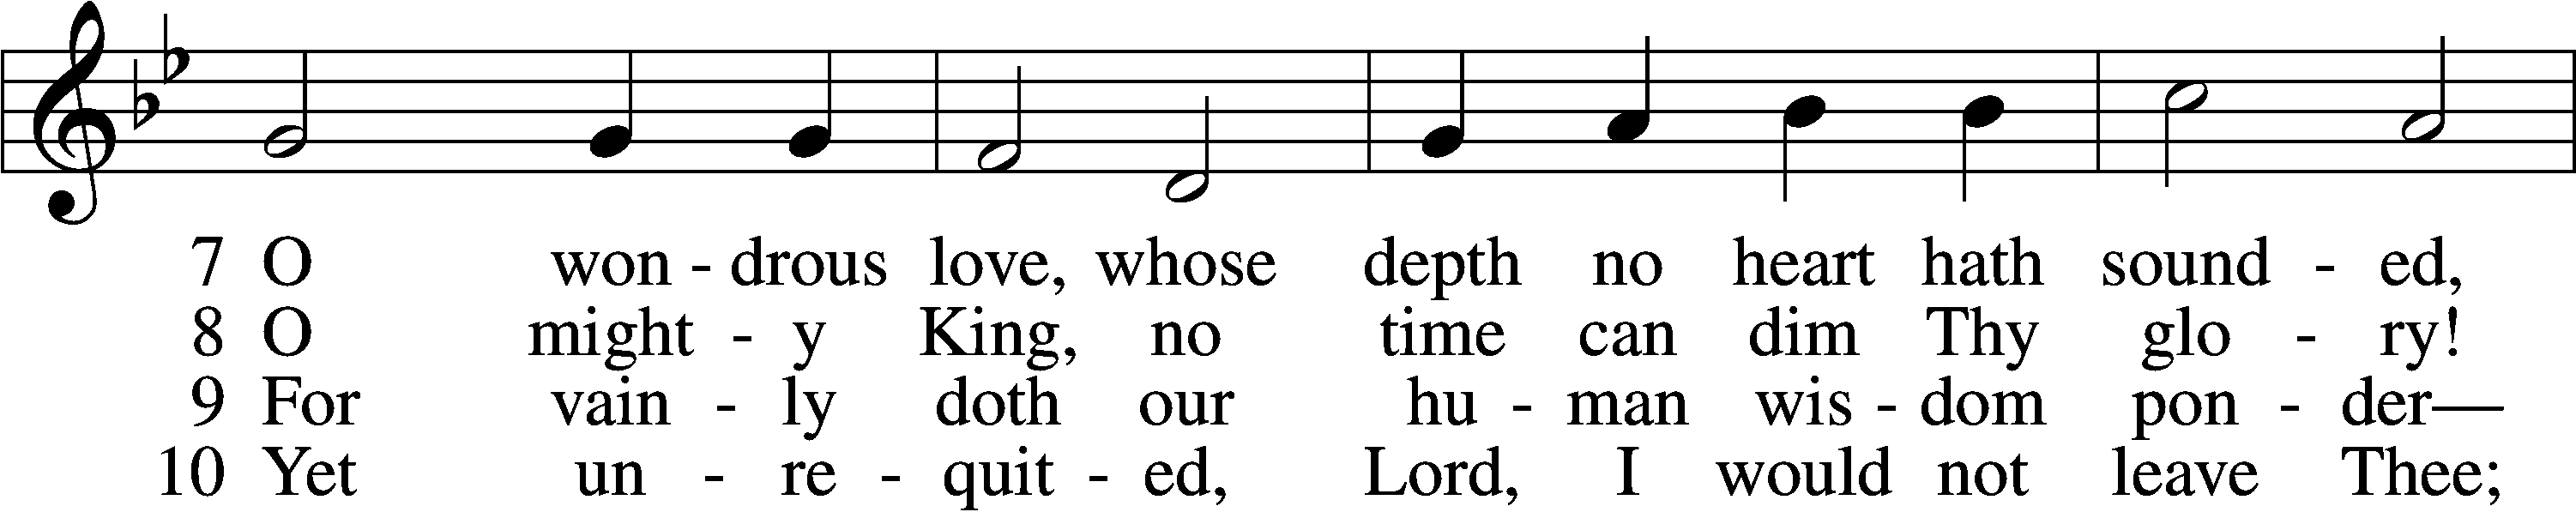 7 O won - drous love, whose depth no heart hath sound - ed,
8 O might - y King, no time can dim Thy glo - ry!
9 For vain - ly doth our hu - man wis - dom pon - der—
10 Yet un - re - quit - ed, Lord, I would not leave Thee;